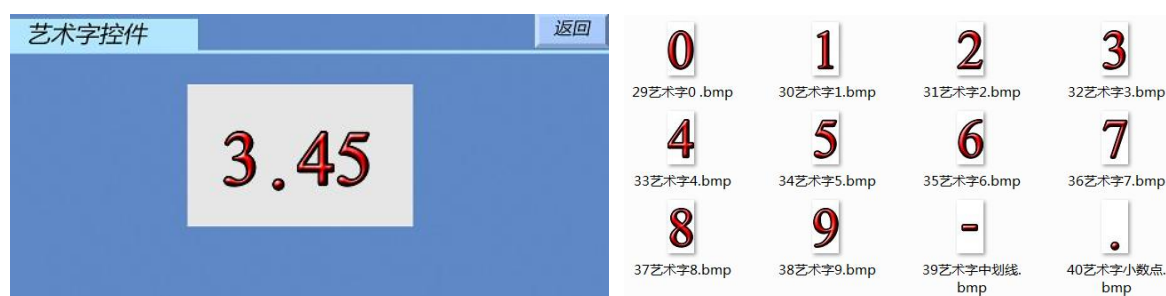 艺术字控件
返回
3.45
0 1 2 3
29艺术字0 .bmp 30艺术字1.bmp 31艺术字2.bmp 32艺术字3.bmp
4 5 6 7
33艺术字4.bmp 34艺术字5.bmp 35艺术字6.bmp 36艺术字7.bmp
8 9 - .
37艺术字8.bmp 38艺术字9.bmp 39艺术字中划线. 40艺术字小数点.
bmp bmp